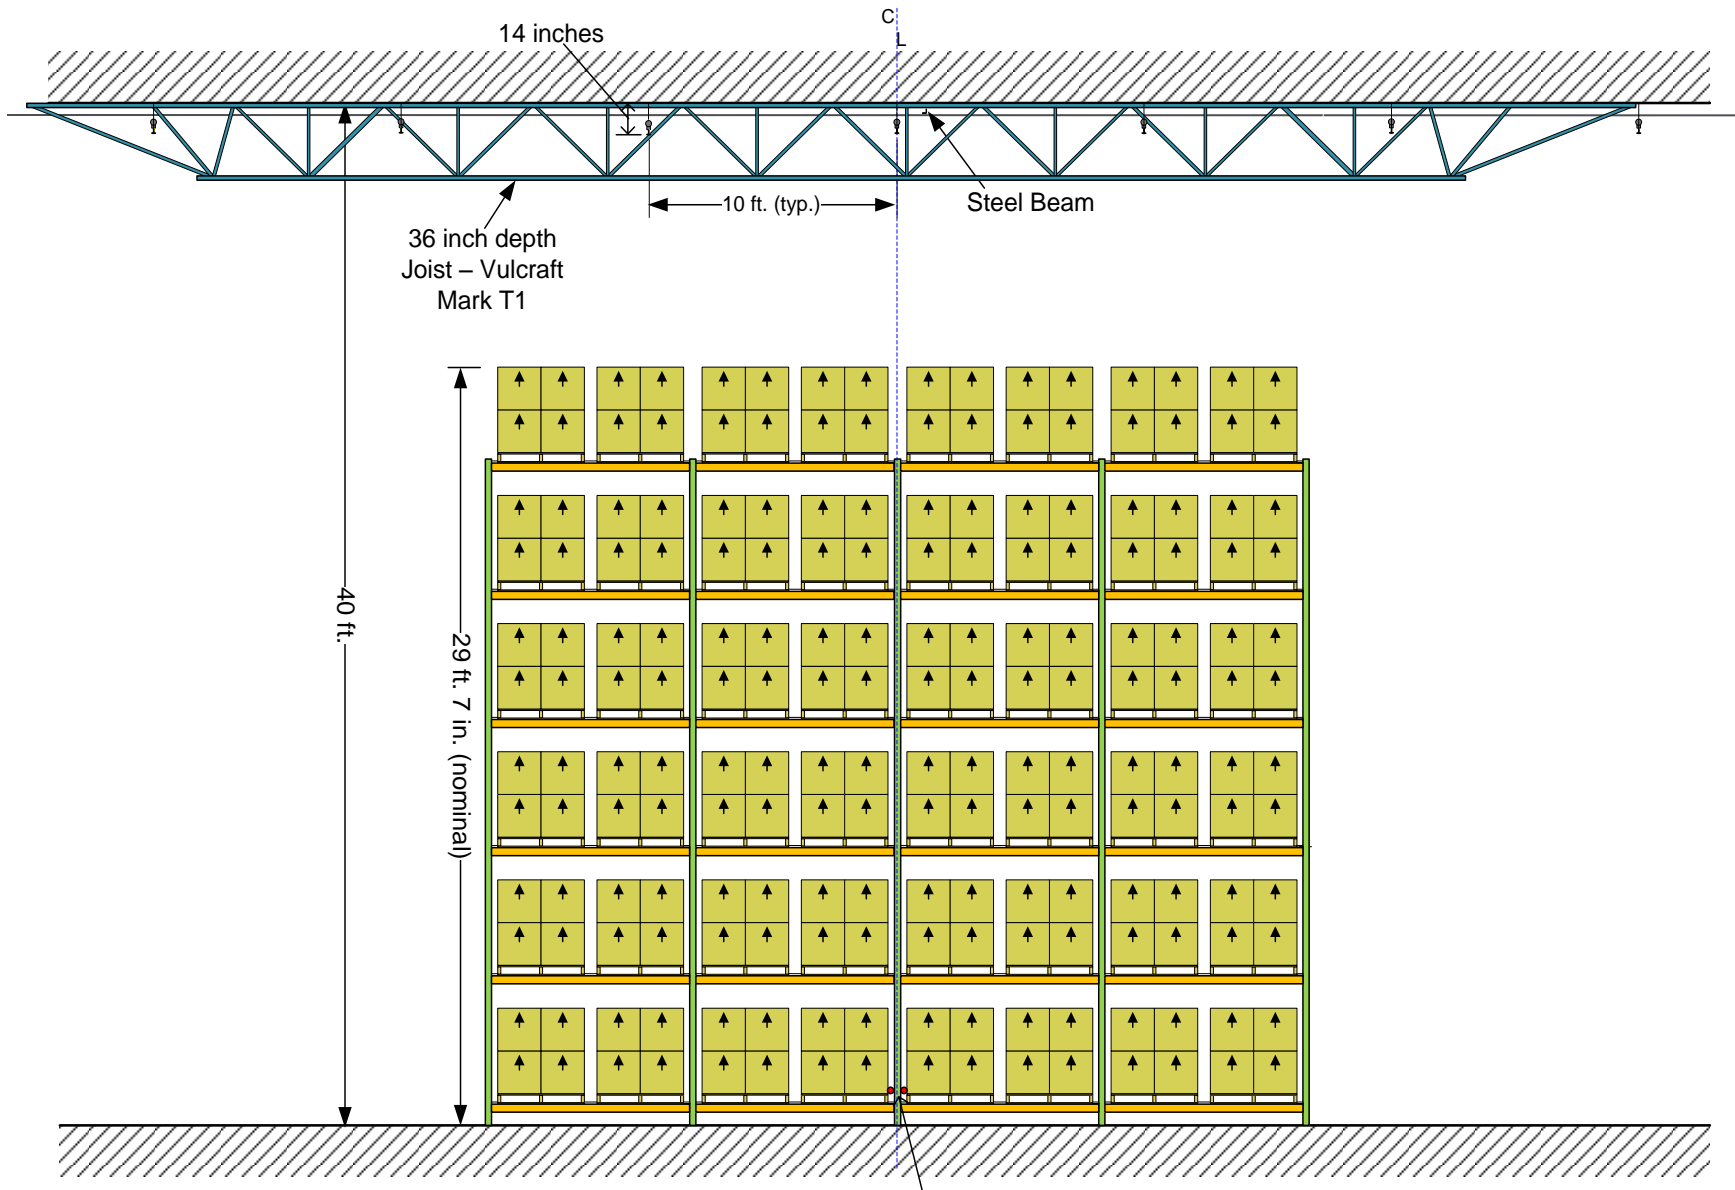 C
L
14 inches
Steel Beam
10 ft. (typ.)
36 inch depth
Joist – Vulcraft
Mark T1
40 ft.
29 ft. 7 in. (nominal)